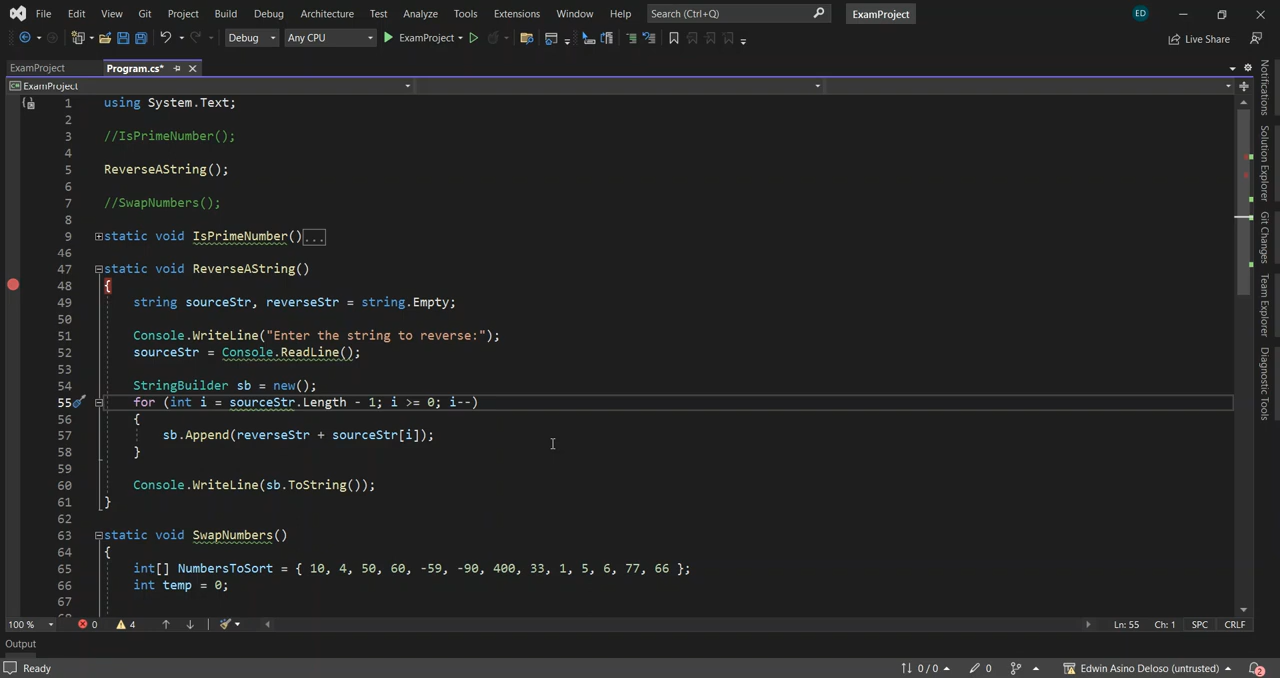 File Edit View Git Project Build Debug Architecture Test Analyze Tools Extensions Window Help Search (Ctrl+Q) ExamProject ED
Debug Any CPU ExamProject Live Share
ExamProject Program.cs*
ExamProject
1 using System.Text;
2
3 //IsPrimeNumber();
4
5 ReverseAString();
6
7 //SwapNumbers();
8
9 static void IsPrimeNumber()...
46
47 static void ReverseAString()
48 {
49 string sourceStr, reverseStr = string.Empty;
50
51 Console.WriteLine("Enter the string to reverse:");
52 sourceStr = Console.ReadLine();
53
54 StringBuilder sb = new();
55 for (int i = sourceStr.Length - 1; i >= 0; i--)
56 {
57 sb.Append(reverseStr + sourceStr[i]);
58 }
59
60 Console.WriteLine(sb.ToString());
61 }
62
63 static void SwapNumbers()
64 {
65 int[] NumbersToSort = { 10, 4, 50, 60, -59, -90, 400, 33, 1, 5, 6, 77, 66 };
66 int temp = 0;
67
68
Notifications
Solution Explorer
Git Changes
Team Explorer
Diagnostic Tools
100 % 0 4 Ln: 55 Ch: 1 SPC CRLF
Output
Ready 0 / 0 0 Edwin Asino Deloso (untrusted) 2